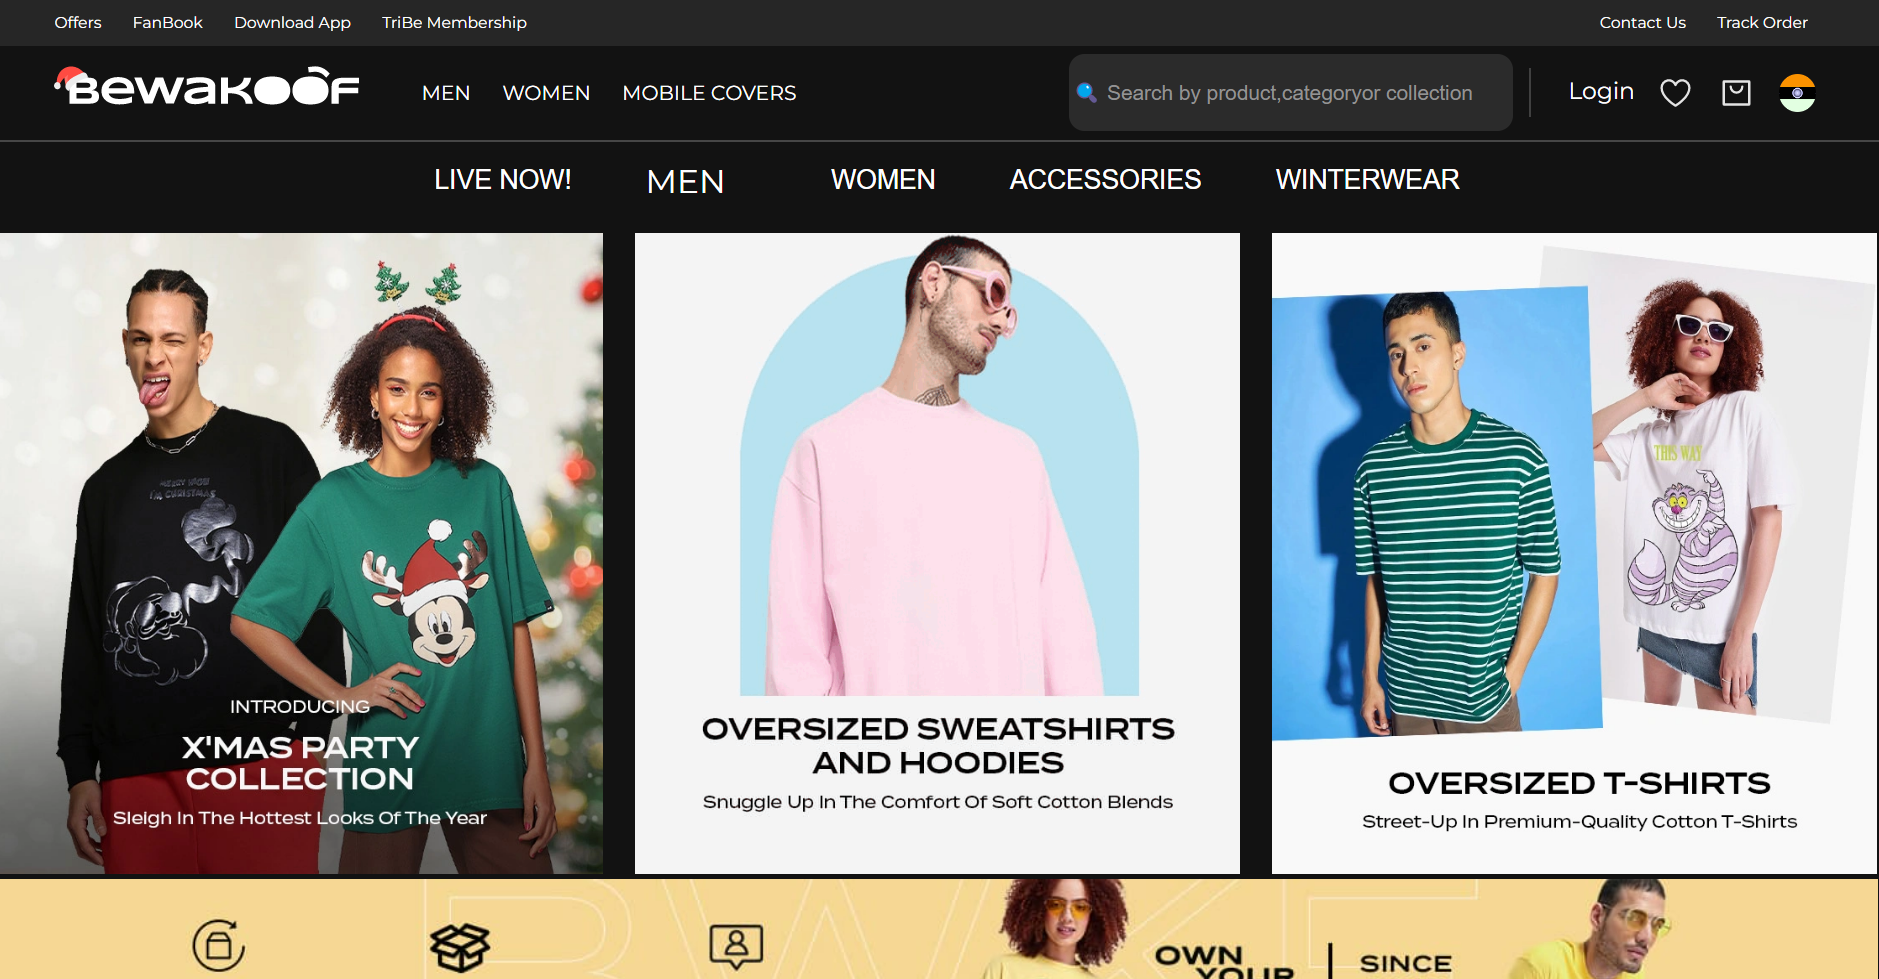 Offers FanBook Download App TriBe Membership Contact Us Track Order
BEWAKOOF MEN WOMEN MOBILE COVERS Search by product,categoryor collection Login
LIVE NOW! MEN WOMEN ACCESSORIES WINTERWEAR
MERRY WOW
I'M CHRISTMAS
INTRODUCING
X'MAS PARTY
COLLECTION
Sleigh In The Hottest Looks Of The Year
OVERSIZED SWEATSHIRTS
AND HOODIES
Snuggle Up In The Comfort Of Soft Cotton Blends
THIS WAY
OVERSIZED T-SHIRTS
Street-Up In Premium-Quality Cotton T-Shirts
OWN
YOUR
SINCE